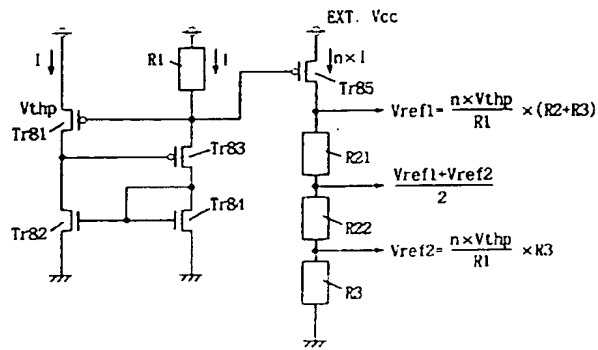 EXT. Vcc
I
R1
I
n×I
Tr85
Vthp
Tr81
Vref1= n×Vthp / R1 ×(R2+R3)
Tr83
R21
Vref1+Vref2 / 2
Tr82
Tr84
R22
Vref2= n×Vthp / R1 ×R3
R3